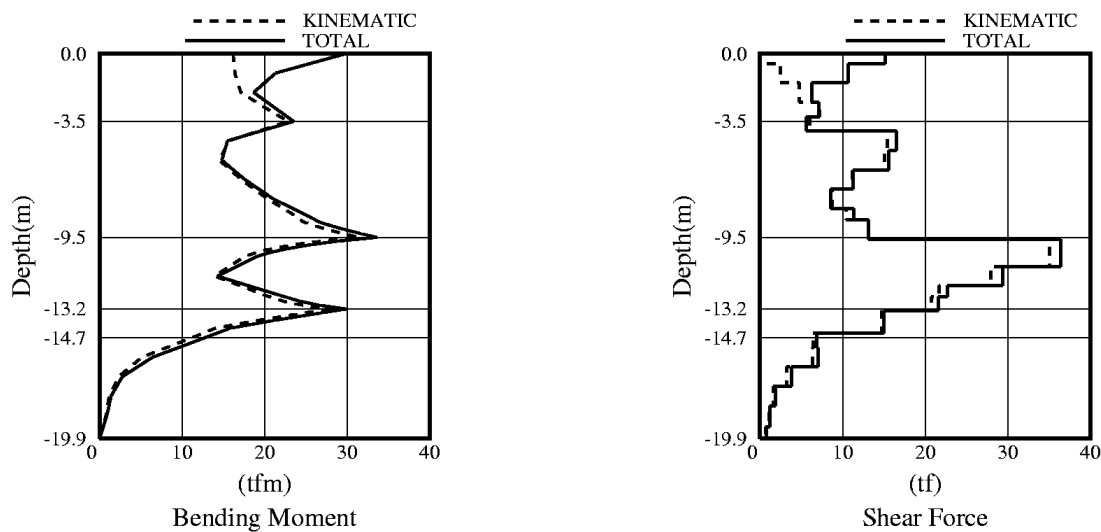 KINEMATIC
TOTAL
0.0
-3.5
-9.5
-13.2
-14.7
-19.9
Depth(m)
0 10 20 30 40
(tfm)
Bending Moment
KINEMATIC
TOTAL
0.0
-3.5
-9.5
-13.2
-14.7
-19.9
Depth(m)
0 10 20 30 40
(tf)
Shear Force